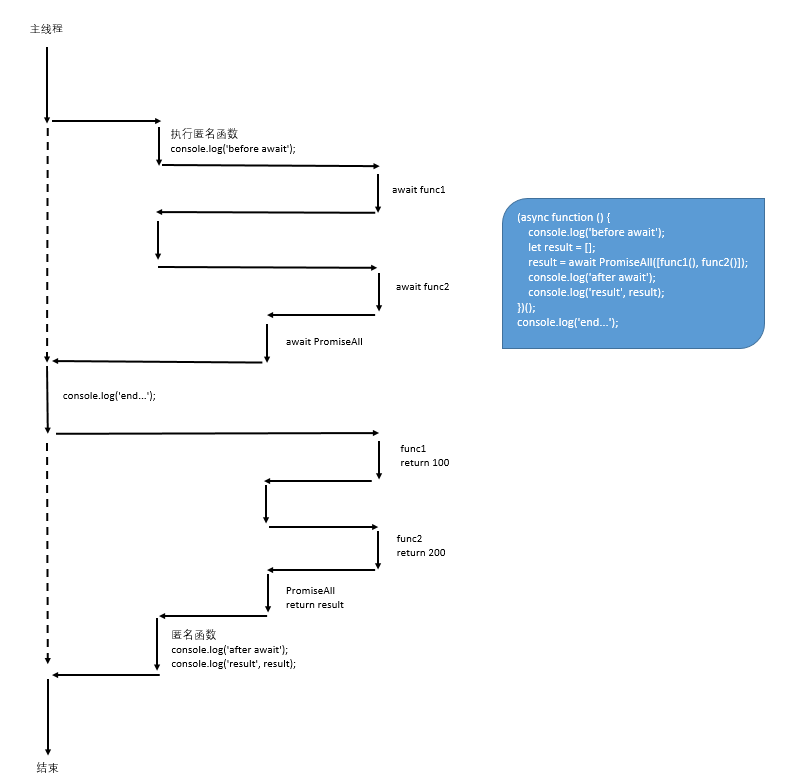 主线程
执行匿名函数
console.log('before await');
await func1
await func2
await PromiseAll
console.log('end...');
func1
return 100
func2
return 200
PromiseAll
return result
匿名函数
console.log('after await');
console.log('result', result);
结束
(async function () {
console.log('before await');
let result = [];
result = await PromiseAll([func1(), func2()]);
console.log('after await');
console.log('result', result);
})();
console.log('end...');